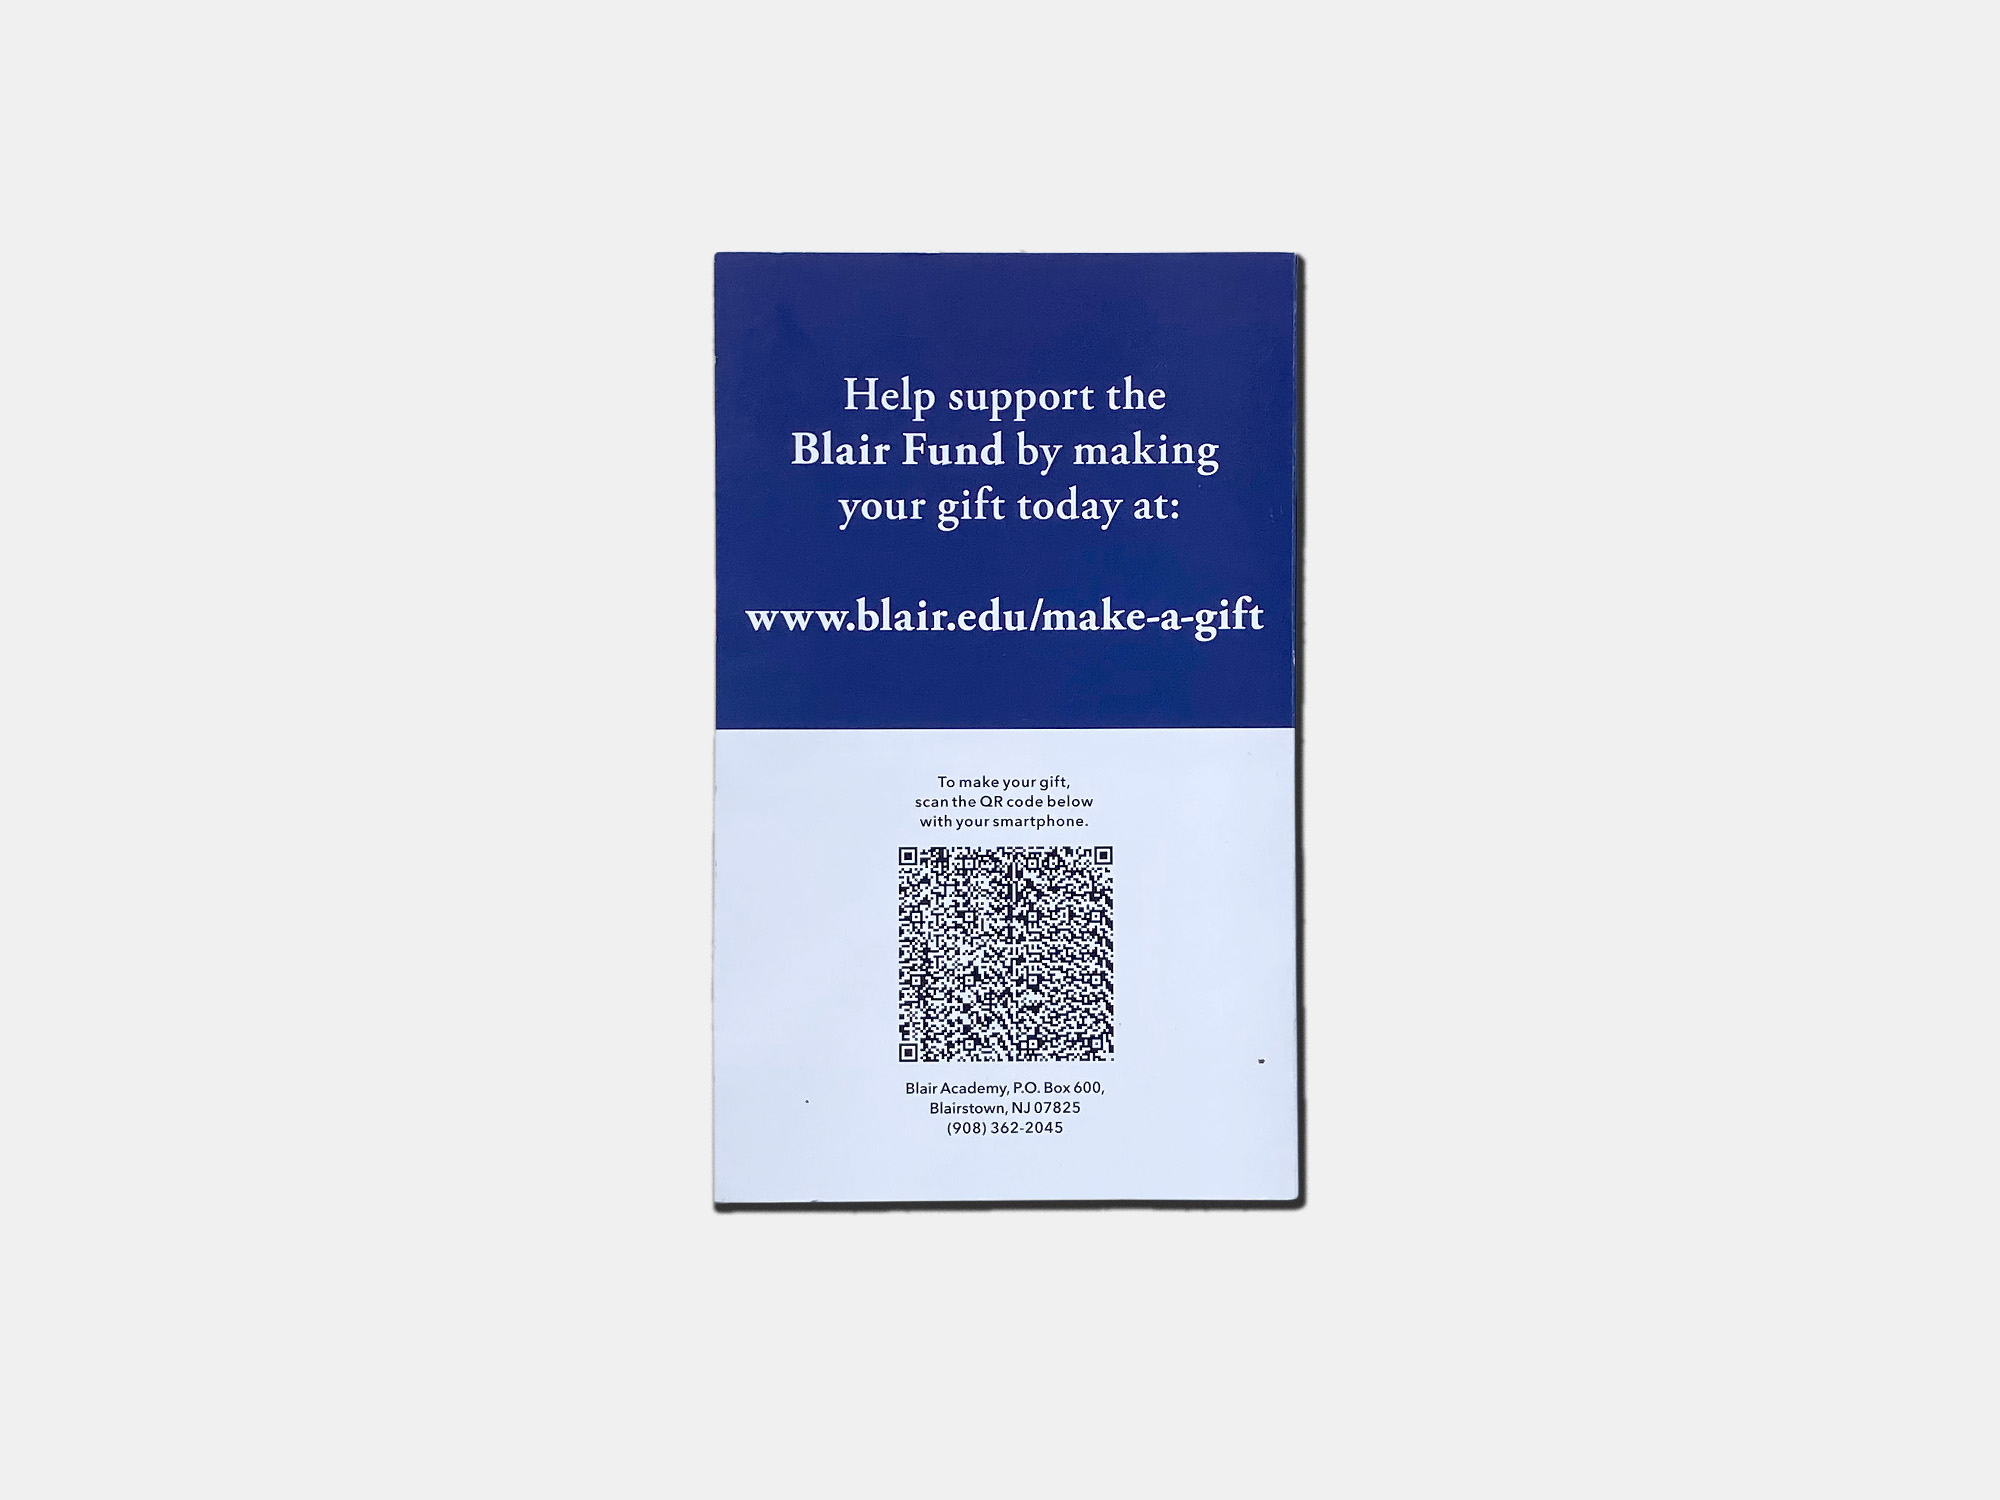 Help support the
Blair Fund by making
your gift today at:
www.blair.edu/make-a-gift
To make your gift,
scan the QR code below
with your smartphone.
Blair Academy, P.O. Box 600,
Blairstown, NJ 07825
(908) 362-2045